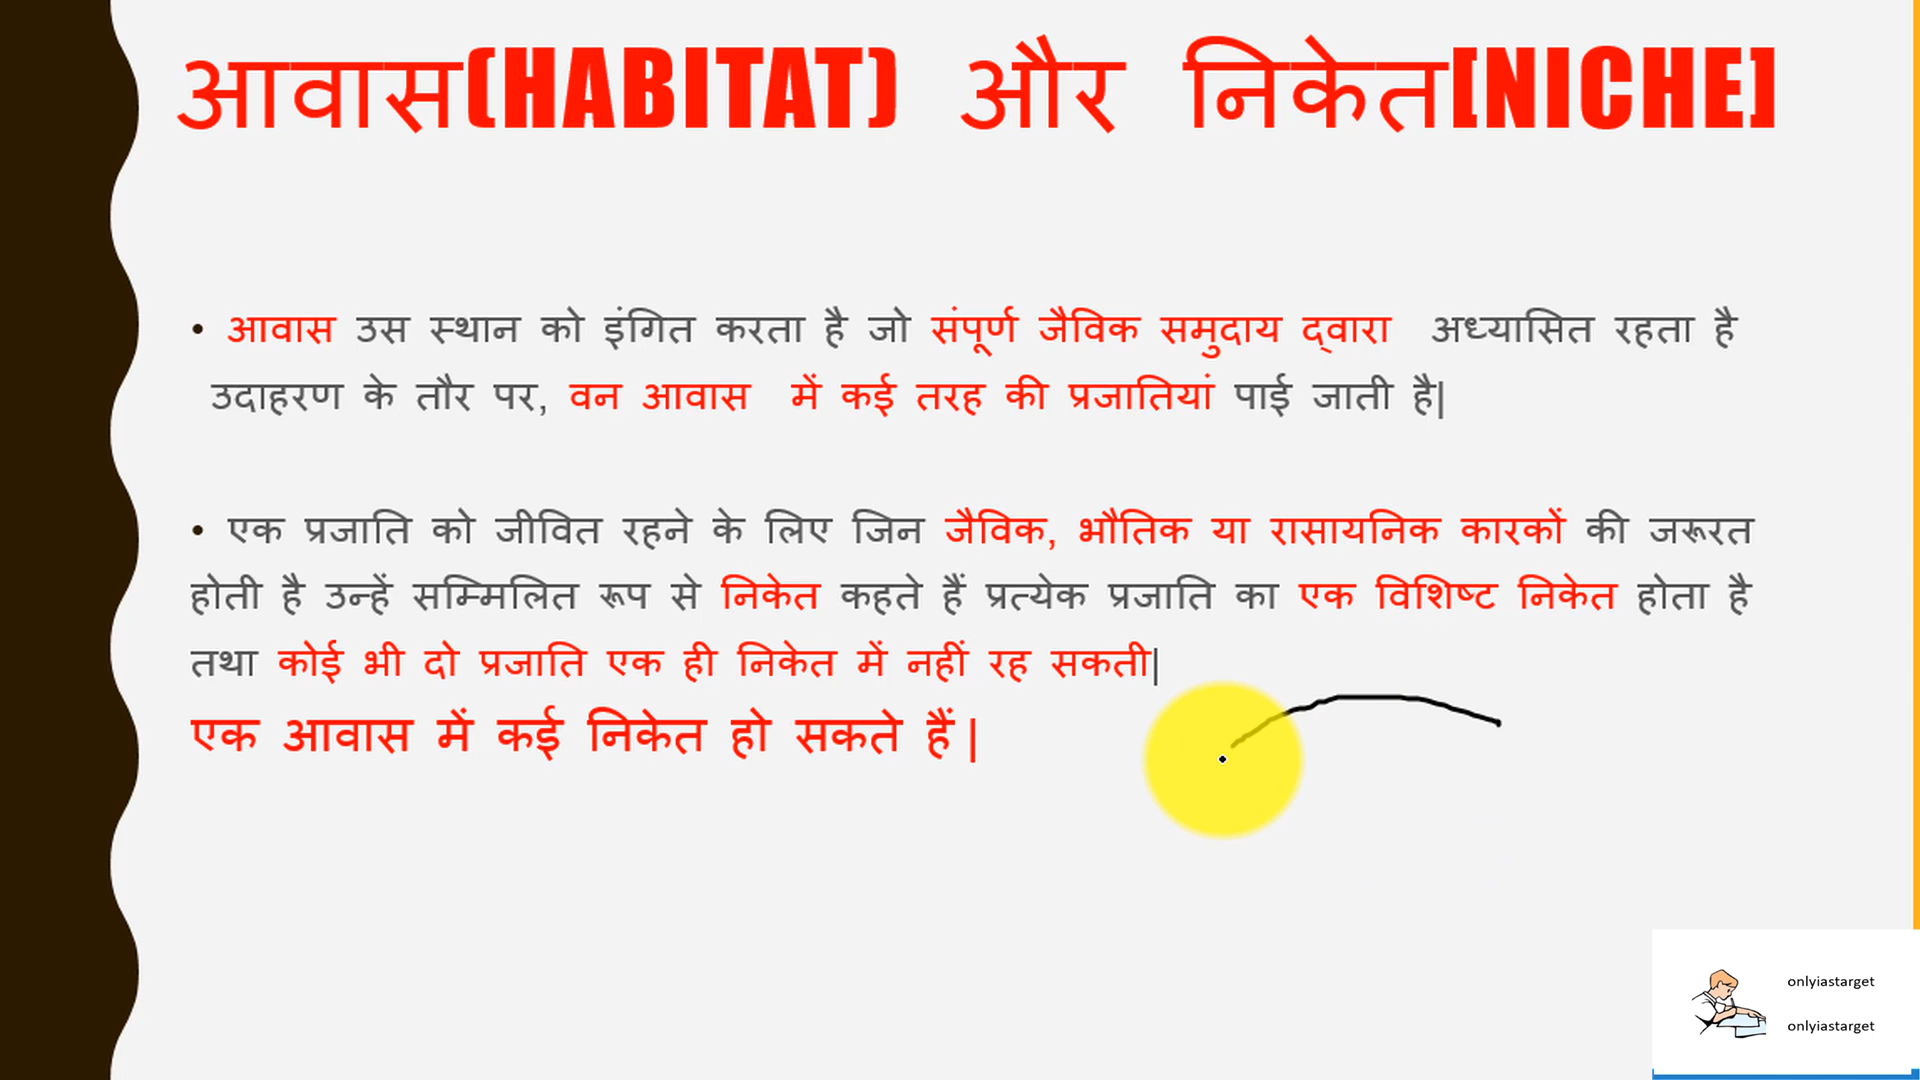 आवास(HABITAT) और निकेत[NICHE]
• आवास उस स्थान को इंगित करता है जो संपूर्ण जैविक समुदाय द्वारा अध्यासित रहता है
उदाहरण के तौर पर, वन आवास में कई तरह की प्रजातियां पाई जाती है|
• एक प्रजाति को जीवित रहने के लिए जिन जैविक, भौतिक या रासायनिक कारकों की जरूरत
होती है उन्हें सम्मिलित रूप से निकेत कहते हैं प्रत्येक प्रजाति का एक विशिष्ट निकेत होता है
तथा कोई भी दो प्रजाति एक ही निकेत में नहीं रह सकती|
एक आवास में कई निकेत हो सकते हैं|
onlyiastarget
onlyiastarget